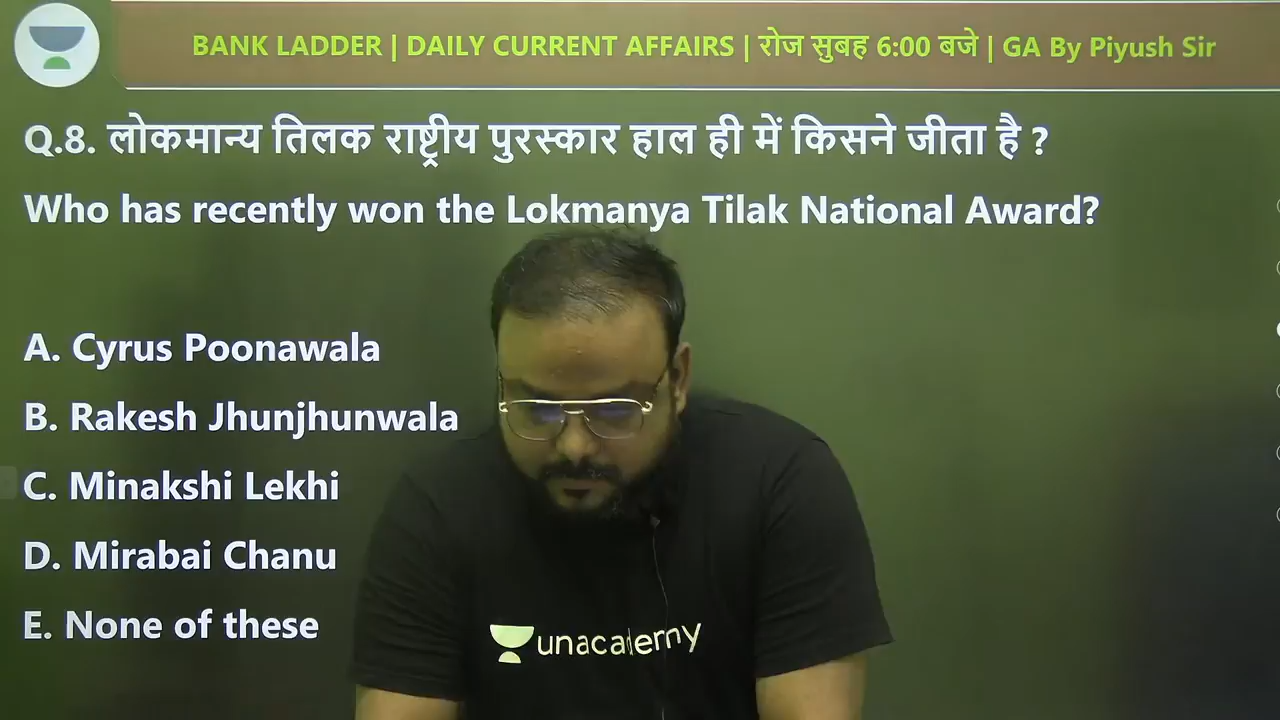 BANK LADDER | DAILY CURRENT AFFAIRS | रोज सुबह 6:00 बजे | GA By Piyush Sir
Q.8. लोकमान्य तिलक राष्ट्रीय पुरस्कार हाल ही में किसने जीता है ?
Who has recently won the Lokmanya Tilak National Award?
A. Cyrus Poonawala
B. Rakesh Jhunjhunwala
C. Minakshi Lekhi
D. Mirabai Chanu
E. None of these
unacademy